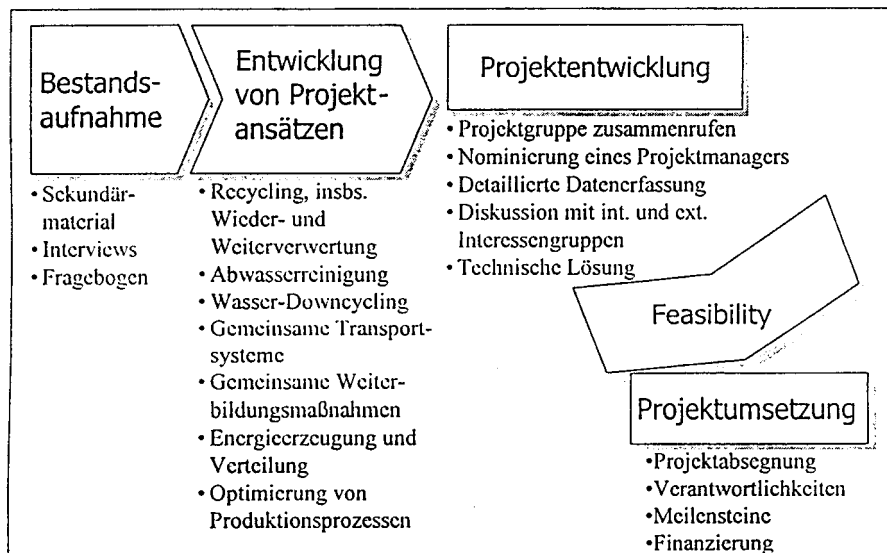 Bestands-
aufnahme
• Sekundär-
material
• Interviews
• Fragebogen
Entwicklung
von Projekt-
ansätzen
• Recycling, insbs.
Wieder- und
Weiterverwertung
• Abwasserreinigung
• Wasser-Downcycling
• Gemeinsame Transport-
systeme
• Gemeinsame Weiter-
bildungsmaßnahmen
• Energieerzeugung und
Verteilung
• Optimierung von
Produktionsprozessen
Projektentwicklung
• Projektgruppe zusammenrufen
• Nominierung eines Projektmanagers
• Detaillierte Datenerfassung
• Diskussion mit int. und ext.
Interessengruppen
• Technische Lösung
Feasibility
Projektumsetzung
• Projektabsegnung
• Verantwortlichkeiten
• Meilensteine
• Finanzierung